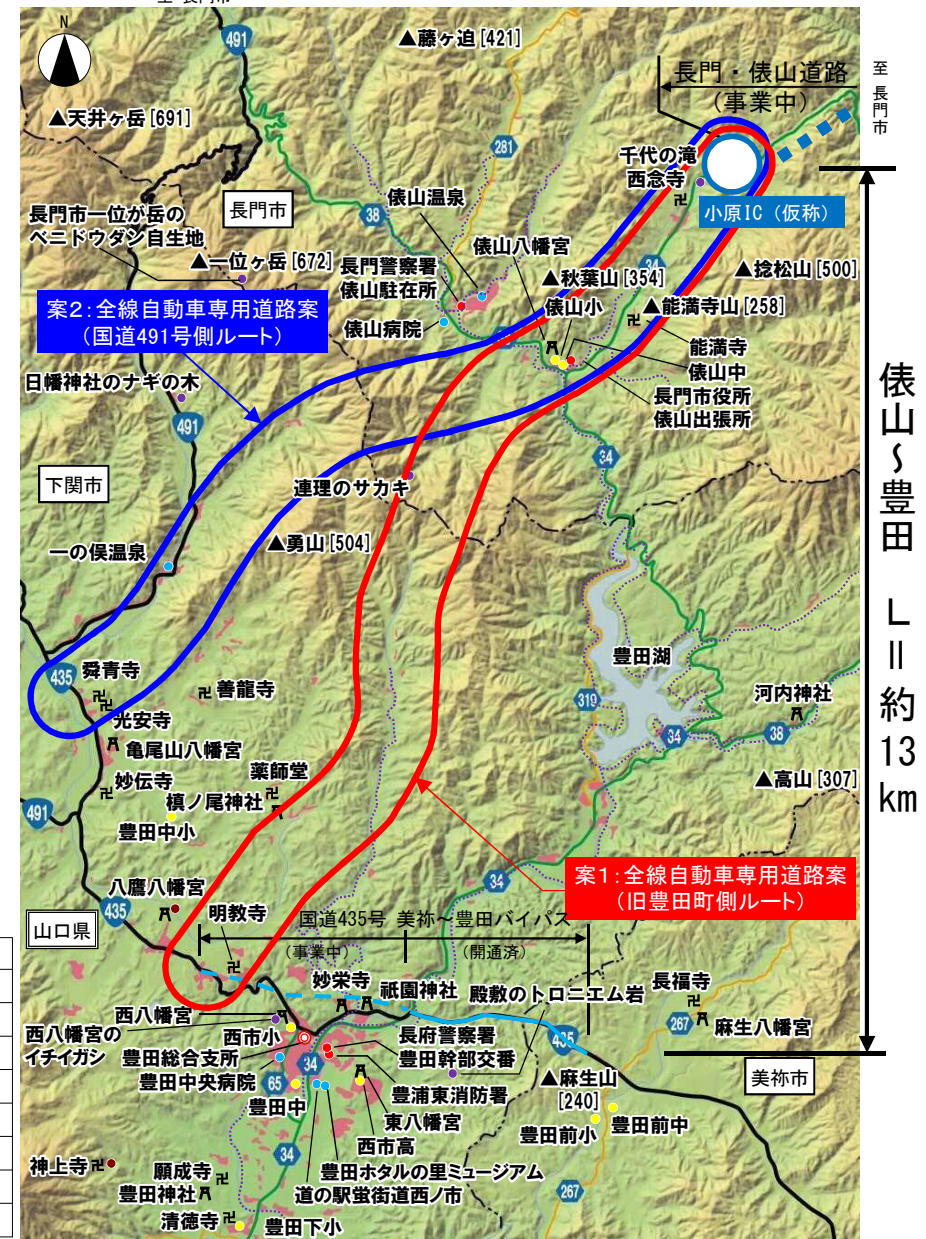 至 長門市
N
491
▲藤ヶ迫[421]
長門・俵山道路
(事業中)
至 長門市
▲天井ヶ岳[691]
281
千代の滝
西念寺
小原IC(仮称)
長門市
38
俵山温泉
長門市一位が岳の
ベニドウダン自生地
俵山八幡宮
34
▲一位ヶ岳[672]
長門警察署
俵山駐在所
▲秋葉山[354]
▲捻松山[500]
俵山小
▲能満寺山[258]
案2:全線自動車専用道路案
(国道491号側ルート)
俵山病院
能満寺
俵山中
長門市役所
俵山出張所
日幡神社のナギの木
491
俵山~豊田 L=約13km
34
下関市
連理のサカキ
▲勇山[504]
一の俣温泉
豊田湖
435
舜青寺
善龍寺
319
河内神社
光安寺
34
38
亀尾山八幡宮
薬師堂
妙伝寺
▲高山[307]
槙ノ尾神社
491
豊田中小
案1:全線自動車専用道路案
(旧豊田町側ルート)
34
八鷹八幡宮
435
明教寺
国道435号 美祢~豊田バイパス
山口県
(事業中)
(開通済)
妙栄寺
祇園神社
殿敷のトロニエム岩
長福寺
西八幡宮
267
麻生八幡宮
西八幡宮の
イチイガシ
西市小
長府警察署
豊田幹部交番
435
豊田総合支所
34
豊田中央病院
65
豊浦東消防署
▲麻生山
[240]
美祢市
豊田中
東八幡宮
西市高
豊田前小
豊田前中
34
神上寺
願成寺
豊田ホタルの里ミュージアム
道の駅蛍街道西ノ市
豊田神社
267
清徳寺
豊田下小